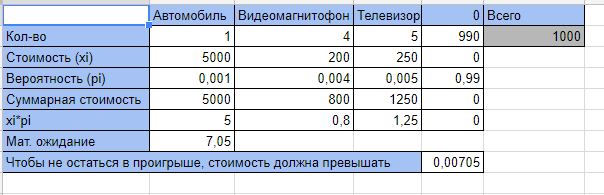 Автомобиль Видеомагнитофон Телевизор 0 Всего
Кол-во 1 4 5 990 1000
Стоимость (xi) 5000 200 250 0
Вероятность (pi) 0,001 0,004 0,005 0,99
Суммарная стоимость 5000 800 1250 0
xi*pi 5 0,8 1,25 0
Мат. ожидание 7,05
Чтобы не остаться в проигрыше, стоимость должна превышать 0,00705